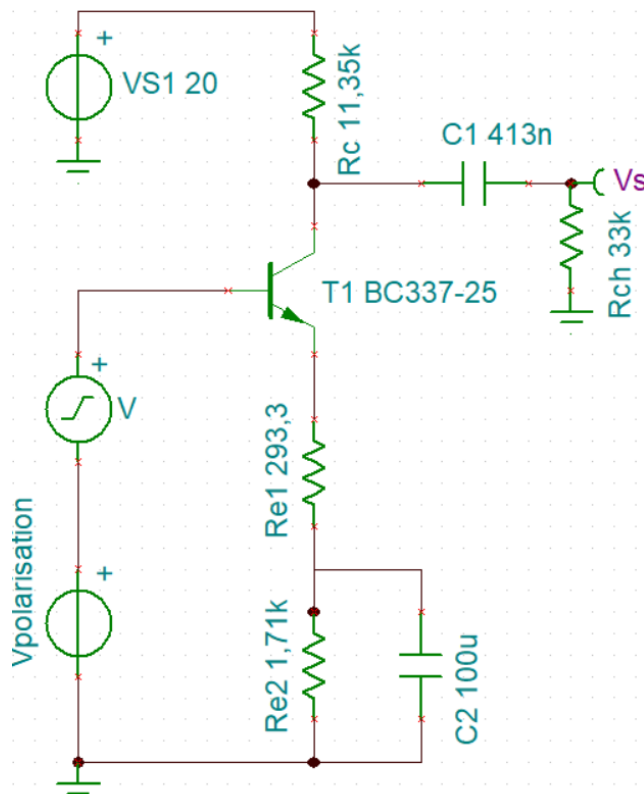 +
VS1 20
Rc 11,35k
C1 413n
Vs
Rch 33k
T1 BC337-25
+
V
Re1 293,3
Vpolarisation
+
Re2 1,71k
C2 100u